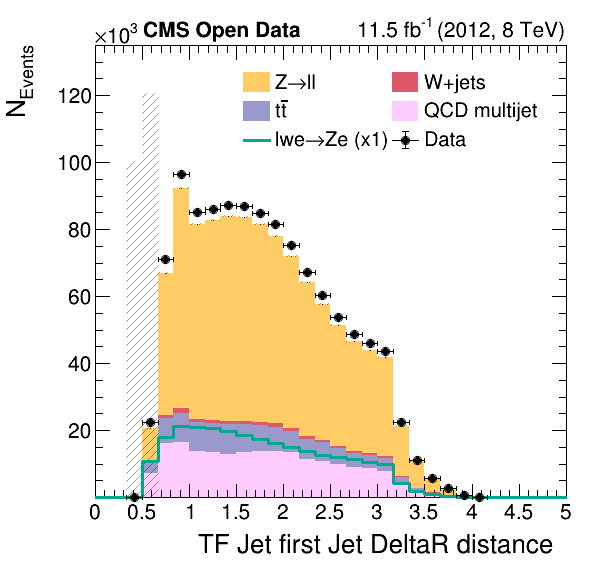 ×10³ CMS Open Data 11.5 fb⁻¹ (2012, 8 TeV)
N_Events
Z→ll W+jets
tt̄ QCD multijet
lwe→Ze (x1) Data
120
100
80
60
40
20
0 0.5 1 1.5 2 2.5 3 3.5 4 4.5 5
TF Jet first Jet DeltaR distance